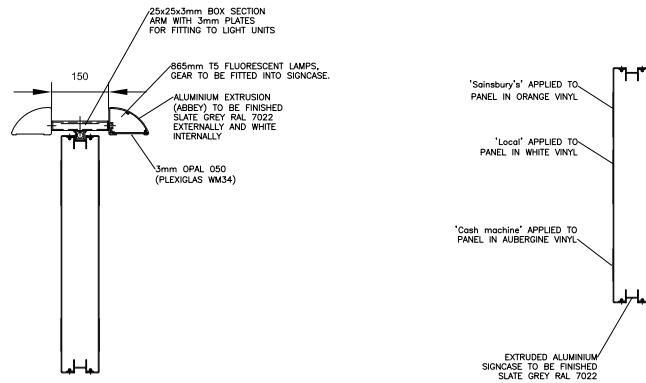 25x25x3mm BOX SECTION
ARM WITH 3mm PLATES
FOR FITTING TO LIGHT UNITS
865mm T5 FLUORESCENT LAMPS,
GEAR TO BE FITTED INTO SIGNCASE.
150
ALUMINIUM EXTRUSION
(ABBEY) TO BE FINISHED
SLATE GREY RAL 7022
EXTERNALLY AND WHITE
INTERNALLY
3mm OPAL 050
(PLEXIGLAS WM34)
'Sainsbury's' APPLIED TO
PANEL IN ORANGE VINYL
'Local' APPLIED TO
PANEL IN WHITE VINYL
'Cash machine' APPLIED TO
PANEL IN AUBERGINE VINYL
EXTRUDED ALUMINIUM
SIGNCASE TO BE FINISHED
SLATE GREY RAL 7022